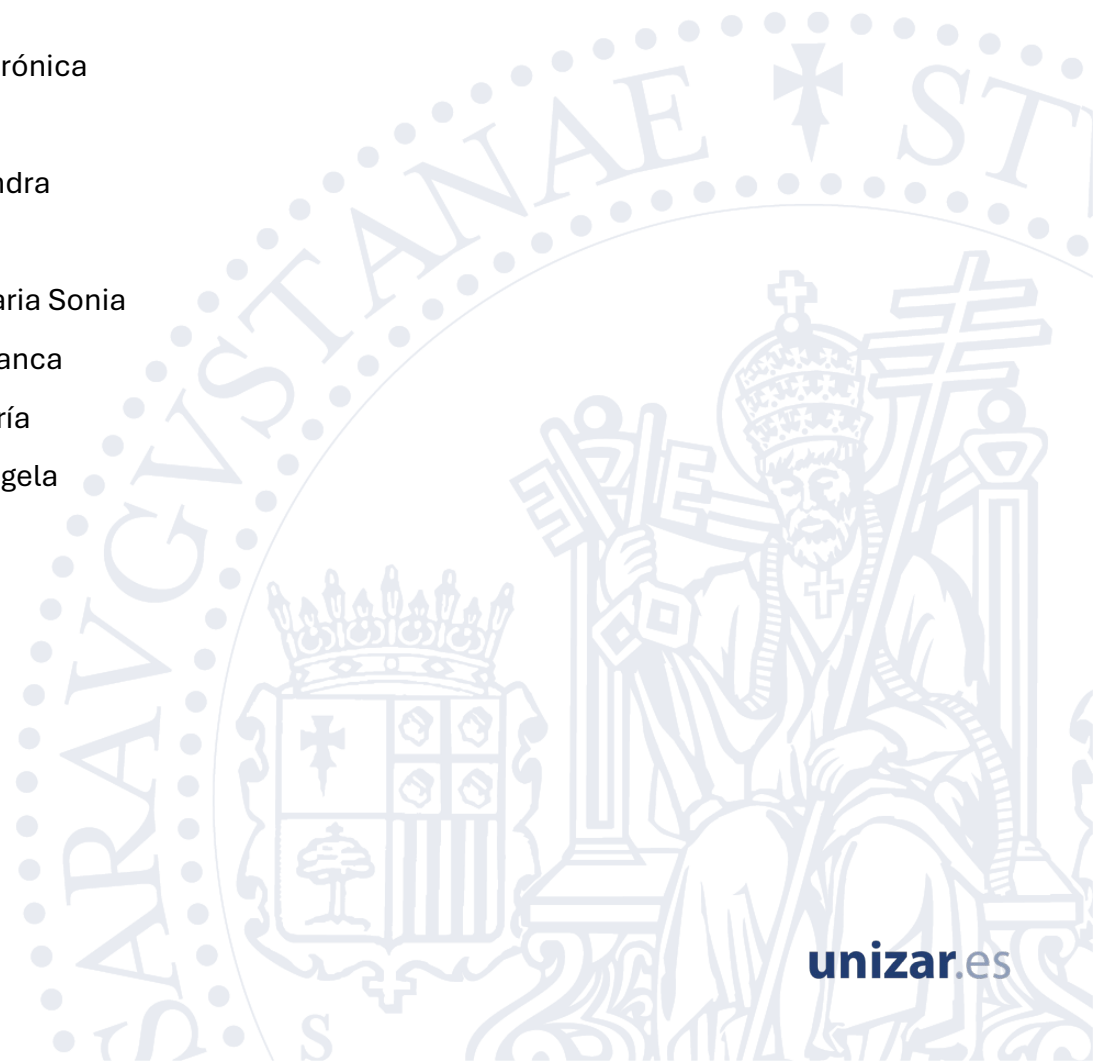 rónica
ndra
aria Sonia
anca
ría
gela
SARAVGVSTANAE ST
S
unizar.es